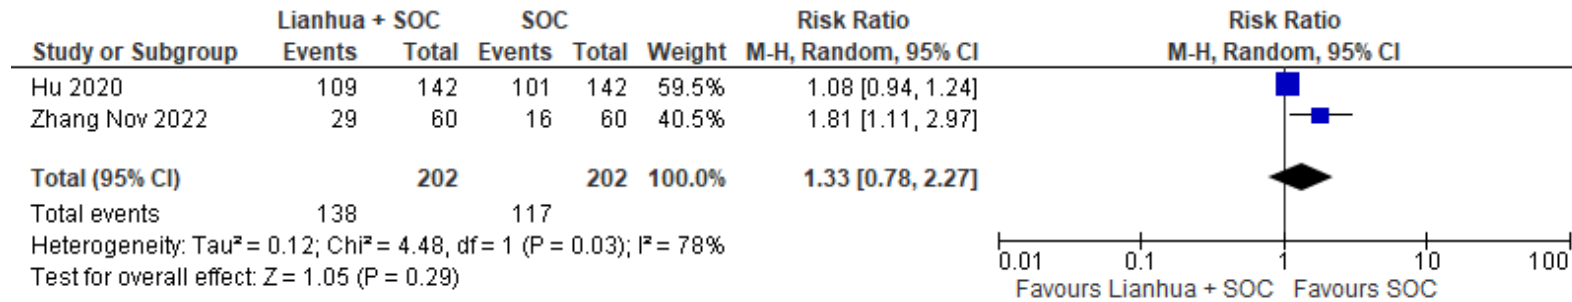 Lianhua + SOC SOC Risk Ratio Risk Ratio
Study or Subgroup Events Total Events Total Weight M-H, Random, 95% CI M-H, Random, 95% CI
Hu 2020 109 142 101 142 59.5% 1.08 [0.94, 1.24]
Zhang Nov 2022 29 60 16 60 40.5% 1.81 [1.11, 2.97]
Total (95% CI) 202 202 100.0% 1.33 [0.78, 2.27]
Total events 138 117
Heterogeneity: Tau² = 0.12; Chi² = 4.48, df = 1 (P = 0.03); I² = 78%
Test for overall effect: Z = 1.05 (P = 0.29)
0.01 0.1 1 10 100
Favours Lianhua + SOC Favours SOC